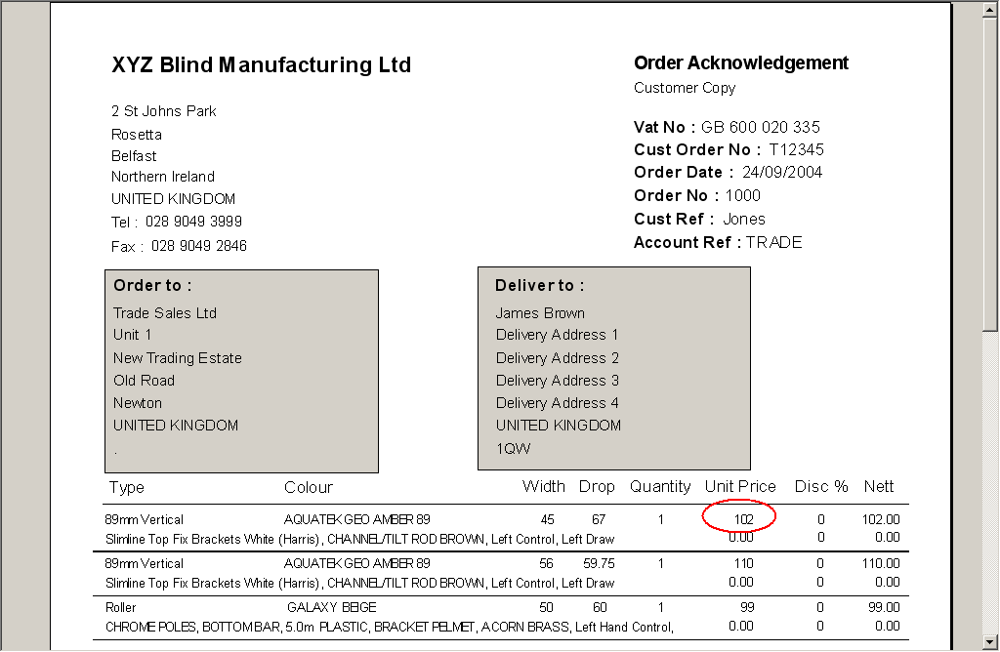 XYZ Blind Manufacturing Ltd
2 St Johns Park
Rosetta
Belfast
Northern Ireland
UNITED KINGDOM
Tel : 028 9049 3999
Fax : 028 9049 2846
Order Acknowledgement
Customer Copy
Vat No : GB 600 020 335
Cust Order No : T12345
Order Date : 24/09/2004
Order No : 1000
Cust Ref : Jones
Account Ref : TRADE
Order to :
Trade Sales Ltd
Unit 1
New Trading Estate
Old Road
Newton
UNITED KINGDOM
.
Deliver to :
James Brown
Delivery Address 1
Delivery Address 2
Delivery Address 3
Delivery Address 4
UNITED KINGDOM
1QW
Type Colour Width Drop Quantity Unit Price Disc % Nett
89mm Vertical AQUATEK GEO AMBER 89 45 67 1 102 0 102.00
Slimline Top Fix Brackets White (Harris), CHANNEL/TILT ROD BROWN, Left Control, Left Draw 0.00 0 0.00
89mm Vertical AQUATEK GEO AMBER 89 56 59.75 1 110 0 110.00
Slimline Top Fix Brackets White (Harris), CHANNEL/TILT ROD BROWN, Left Control, Left Draw 0.00 0 0.00
Roller GALAXY BEIGE 50 60 1 99 0 99.00
CHROME POLES, BOTTOM BAR, 5.0m PLASTIC, BRACKET PELMET, ACORN BRASS, Left Hand Control, 0.00 0 0.00